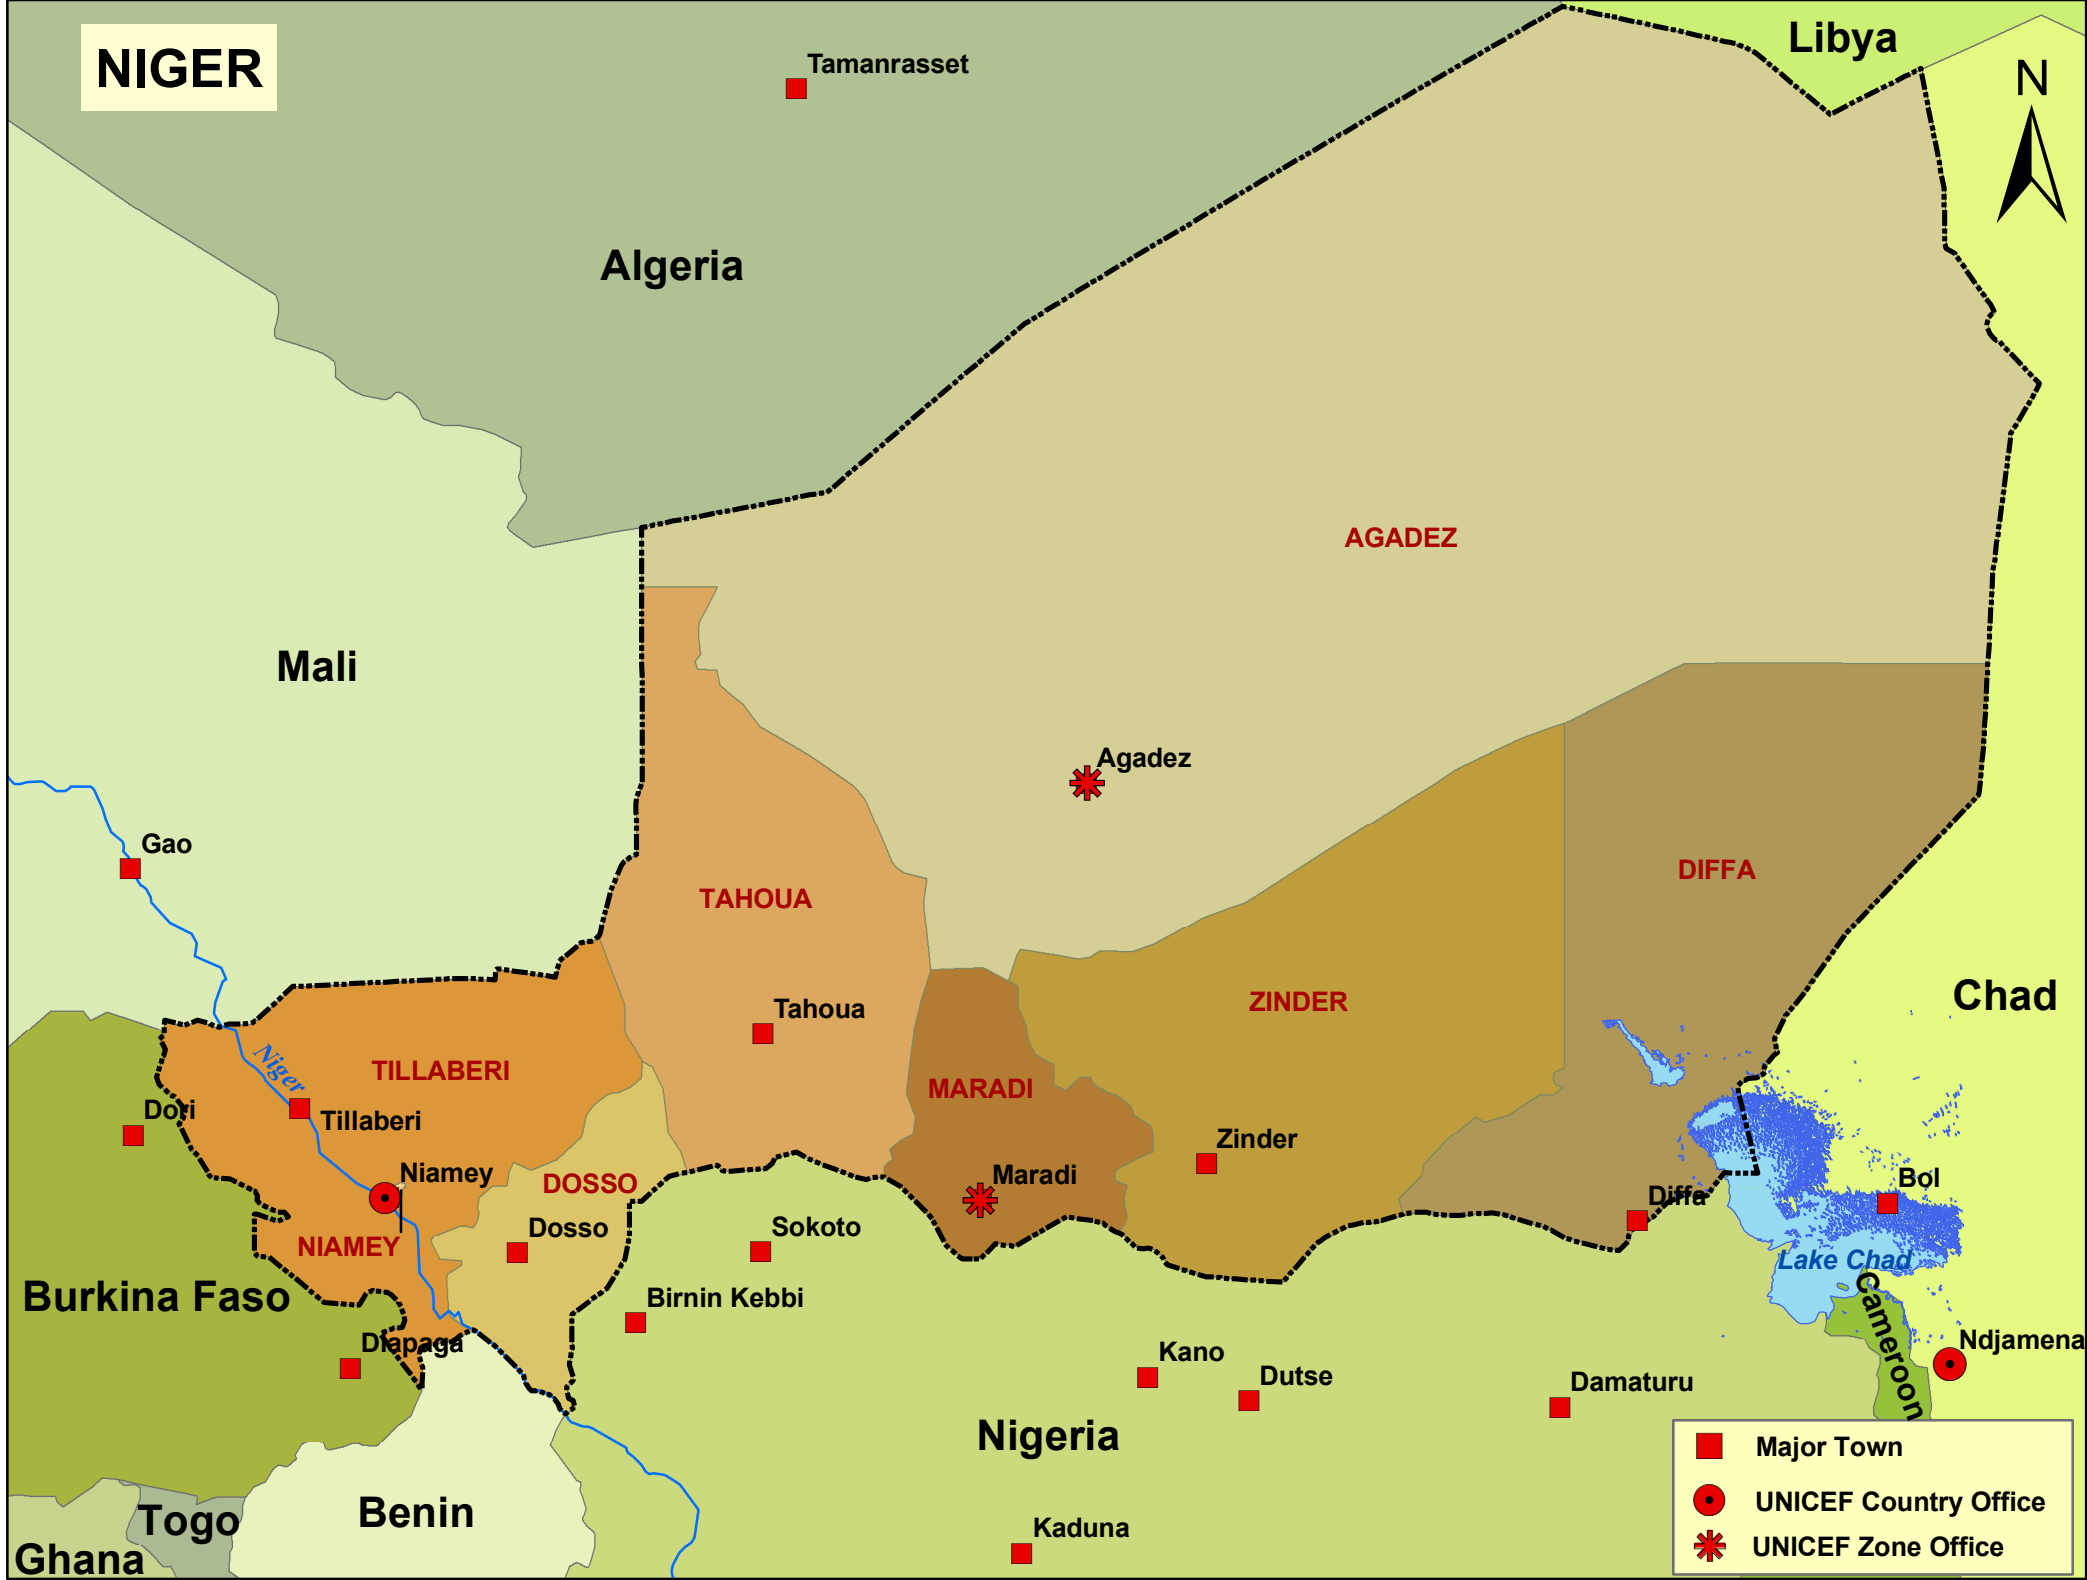 NIGER
Libya
N
Tamanrasset
Algeria
AGADEZ
Mali
Agadez
Gao
DIFFA
TAHOUA
Chad
ZINDER
Tahoua
Niger
TILLABERI
MARADI
Dori
Tillaberi
Zinder
Niamey
Maradi
DOSSO
Bol
Diffa
Dosso
Sokoto
NIAMEY
Lake Chad
Burkina Faso
Birnin Kebbi
Cameroon
Diapaga
Ndjamena
Kano
Dutse
Damaturu
Nigeria
Major Town
UNICEF Country Office
UNICEF Zone Office
Benin
Togo
Kaduna
Ghana